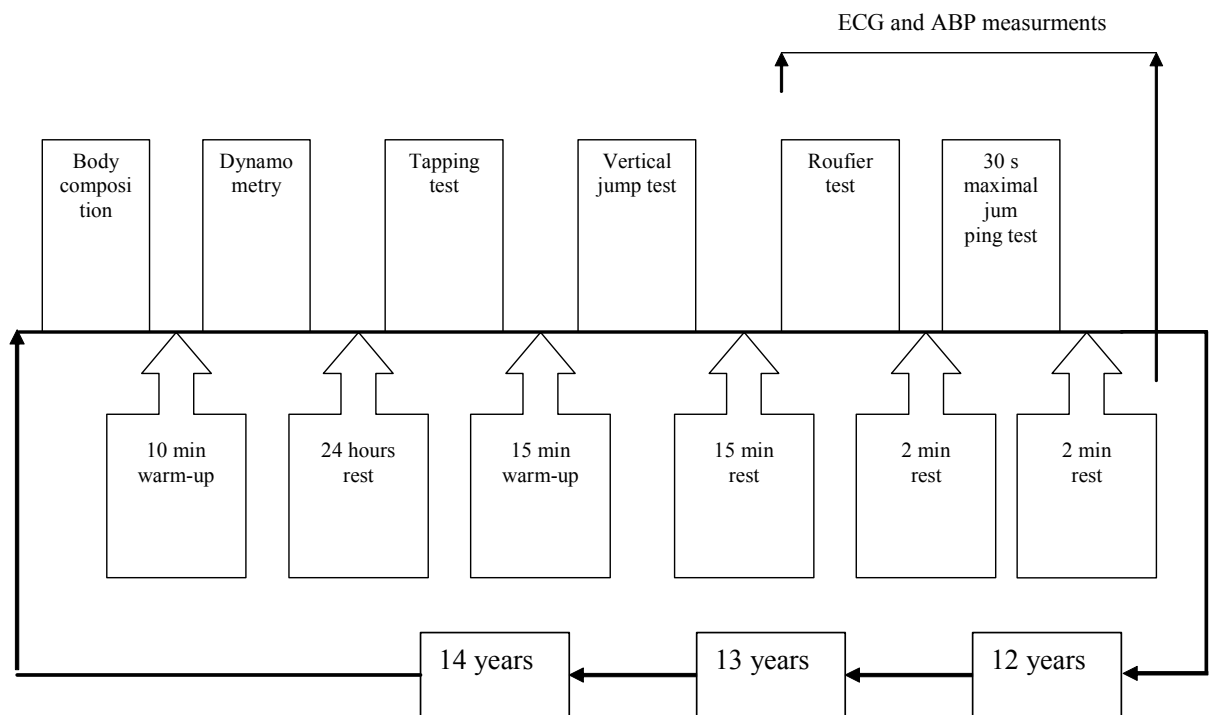 ECG and ABP measurments
Body
composi
tion
Dynamo
metry
Tapping
test
Vertical
jump test
Roufier
test
30 s
maximal
jum
ping test
10 min
warm-up
24 hours
rest
15 min
warm-up
15 min
rest
2 min
rest
2 min
rest
14 years
13 years
12 years